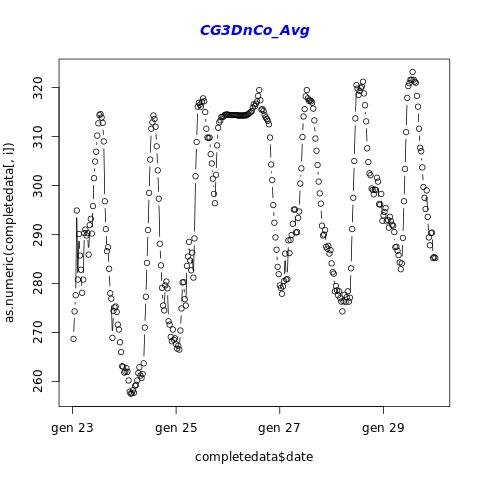 CG3DnCo_Avg
as.numeric(completedata[, i])
320
310
300
290
280
270
260
gen 23
gen 25
gen 27
gen 29
completedata$date